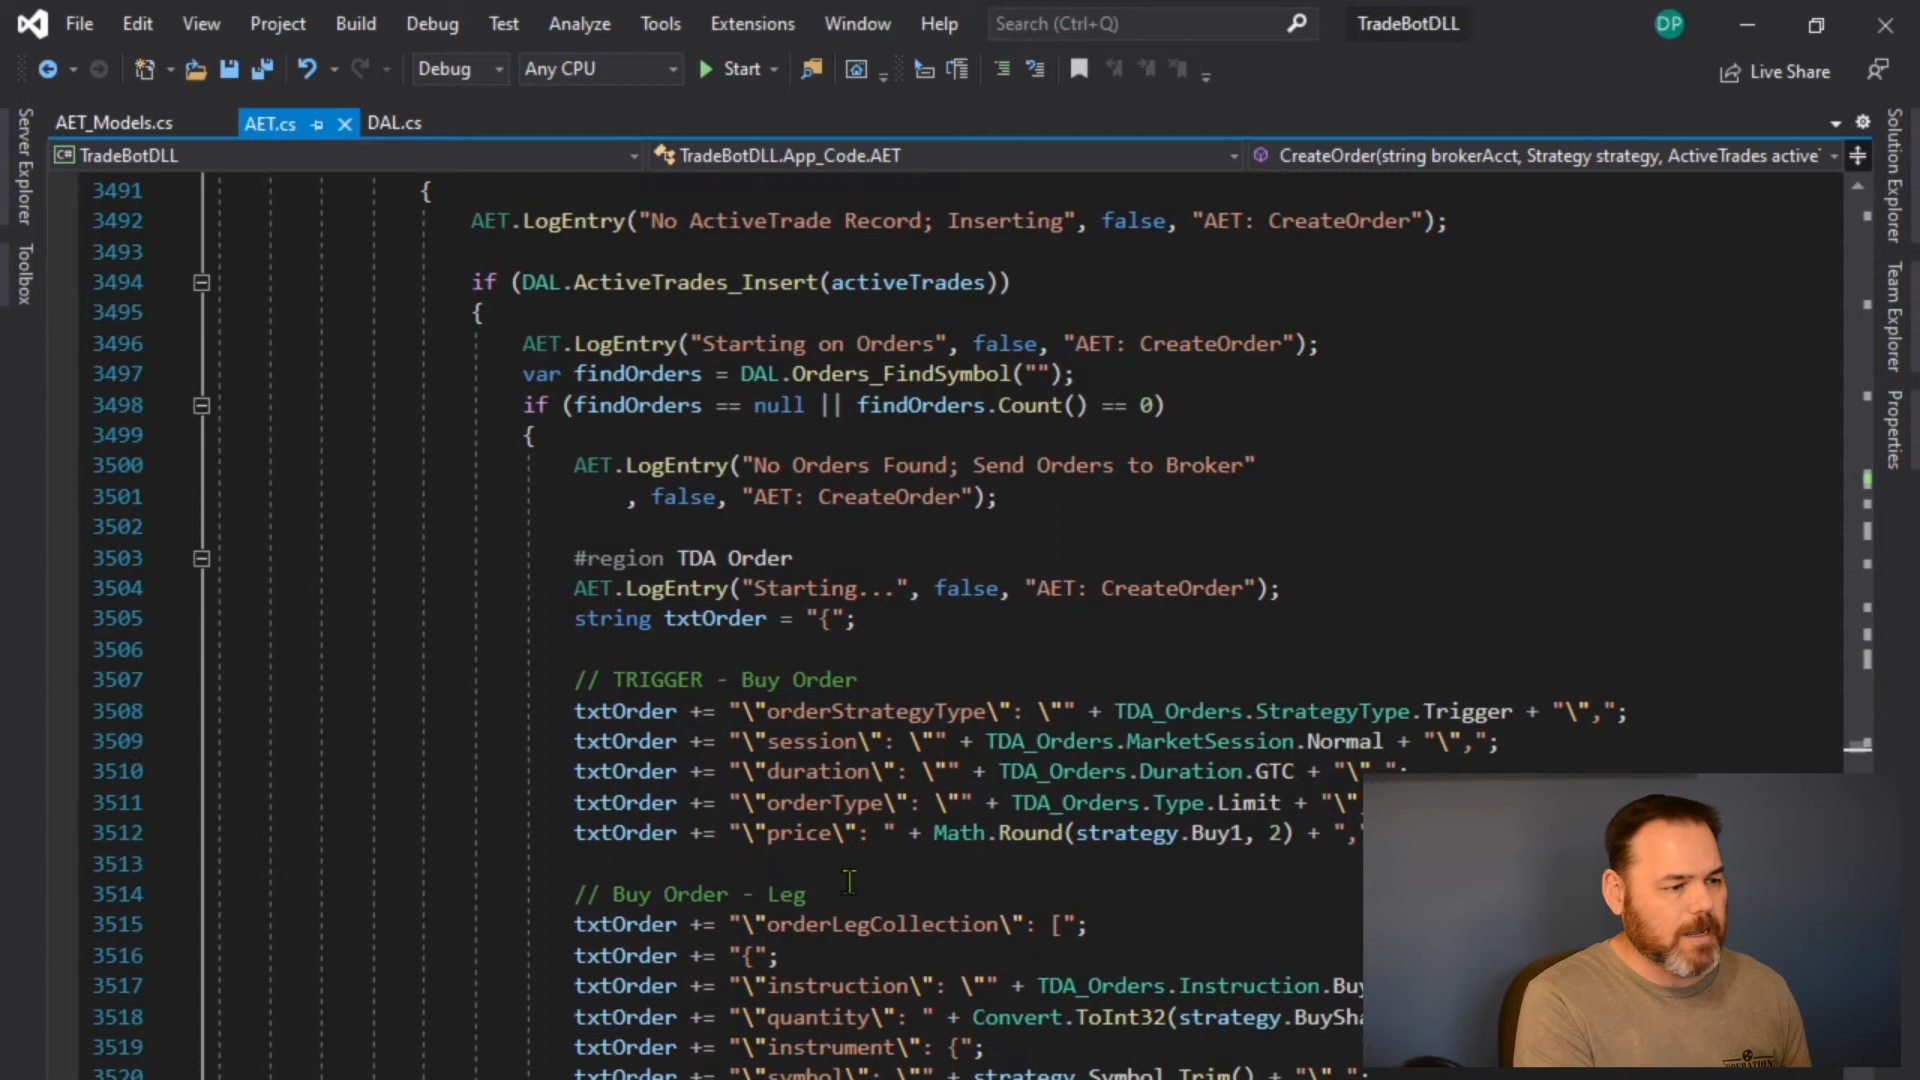 File Edit View Project Build Debug Test Analyze Tools Extensions Window Help Search (Ctrl+Q) TradeBotDLL DP
Debug Any CPU Start Live Share
AET_Models.cs AET.cs DAL.cs
TradeBotDLL TradeBotDLL.App_Code.AET CreateOrder(string brokerAcct, Strategy strategy, ActiveTrades active
Server Explorer
Toolbox
Solution Explorer
Team Explorer
Properties
3491 {
3492 AET.LogEntry("No ActiveTrade Record; Inserting", false, "AET: CreateOrder");
3493
3494 if (DAL.ActiveTrades_Insert(activeTrades))
3495 {
3496 AET.LogEntry("Starting on Orders", false, "AET: CreateOrder");
3497 var findOrders = DAL.Orders_FindSymbol("");
3498 if (findOrders == null || findOrders.Count() == 0)
3499 {
3500 AET.LogEntry("No Orders Found; Send Orders to Broker"
3501 , false, "AET: CreateOrder");
3502
3503 #region TDA Order
3504 AET.LogEntry("Starting...", false, "AET: CreateOrder");
3505 string txtOrder = "{";
3506
3507 // TRIGGER - Buy Order
3508 txtOrder += "\"orderStrategyType\": \"" + TDA_Orders.StrategyType.Trigger + "\",";
3509 txtOrder += "\"session\": \"" + TDA_Orders.MarketSession.Normal + "\",";
3510 txtOrder += "\"duration\": \"" + TDA_Orders.Duration.GTC + "\",";
3511 txtOrder += "\"orderType\": \"" + TDA_Orders.Type.Limit + "\"
3512 txtOrder += "\"price\": " + Math.Round(strategy.Buy1, 2) + ","
3513
3514 // Buy Order - Leg
3515 txtOrder += "\"orderLegCollection\": [";
3516 txtOrder += "{";
3517 txtOrder += "\"instruction\": \"" + TDA_Orders.Instruction.Buy
3518 txtOrder += "\"quantity\": " + Convert.ToInt32(strategy.BuySha
3519 txtOrder += "\"instrument\": {";
3520 txtOrder += "\"symbol\": \"" + strategy.Symbol.Trim() + "\",";